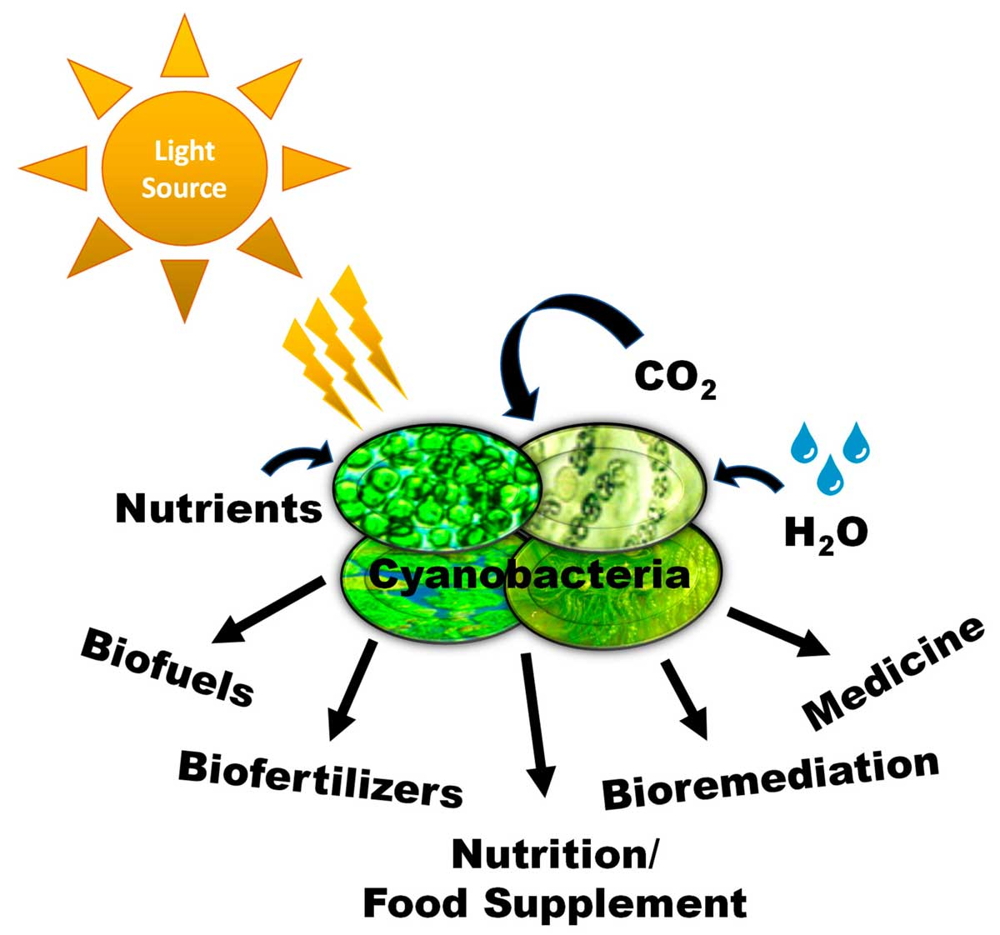 Light
Source
CO₂
Nutrients
H₂O
Cyanobacteria
Biofuels
Medicine
Biofertilizers
Bioremediation
Nutrition/
Food Supplement